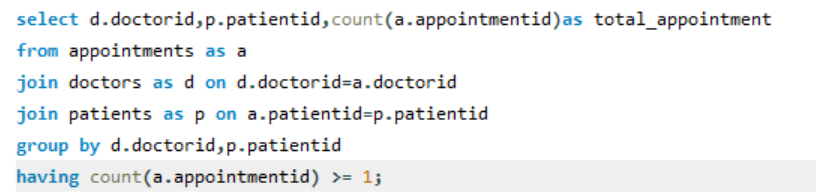 select d.doctorid,p.patientid,count(a.appointmentid)as total_appointment
from appointments as a
join doctors as d on d.doctorid=a.doctorid
join patients as p on a.patientid=p.patientid
group by d.doctorid,p.patientid
having count(a.appointmentid) >= 1;